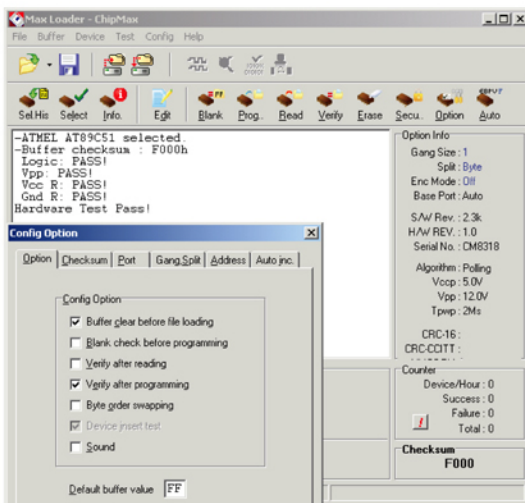 Max Loader - ChipMax
File Buffer Device Test Config Help
Sel.His Select Info. Edit Blank Prog.. Read Verify Erase Secu.. Option Auto
-ATMEL AT89C51 selected.
-Buffer checksum : F000h
Logic: PASS!
Vpp: PASS!
Vcc R: PASS!
Gnd R: PASS!
Hardware Test Pass!
Option Info
Gang Size : 1
Split : Byte
Enc Mode : Off
Base Port : Auto
S/W Rev. : 2.3k
H/W REV. : 1.0
Serial No. : CM8318
Algorithm : Polling
Vccp : 5.0V
Vpp : 12.0V
Tpwp : 2Ms
CRC-16 :
CRC-CCITT :
Counter
Device/Hour : 0
Success : 0
Failure : 0
Total : 0
Checksum
F000
Config Option
Option Checksum Port Gang,Split Address Auto jnc.
Config Option
Buffer clear before file loading
Blank check before programming
Verify after reading
Verify after programming
Byte order swapping
Device insert test
Sound
Default buffer value FF